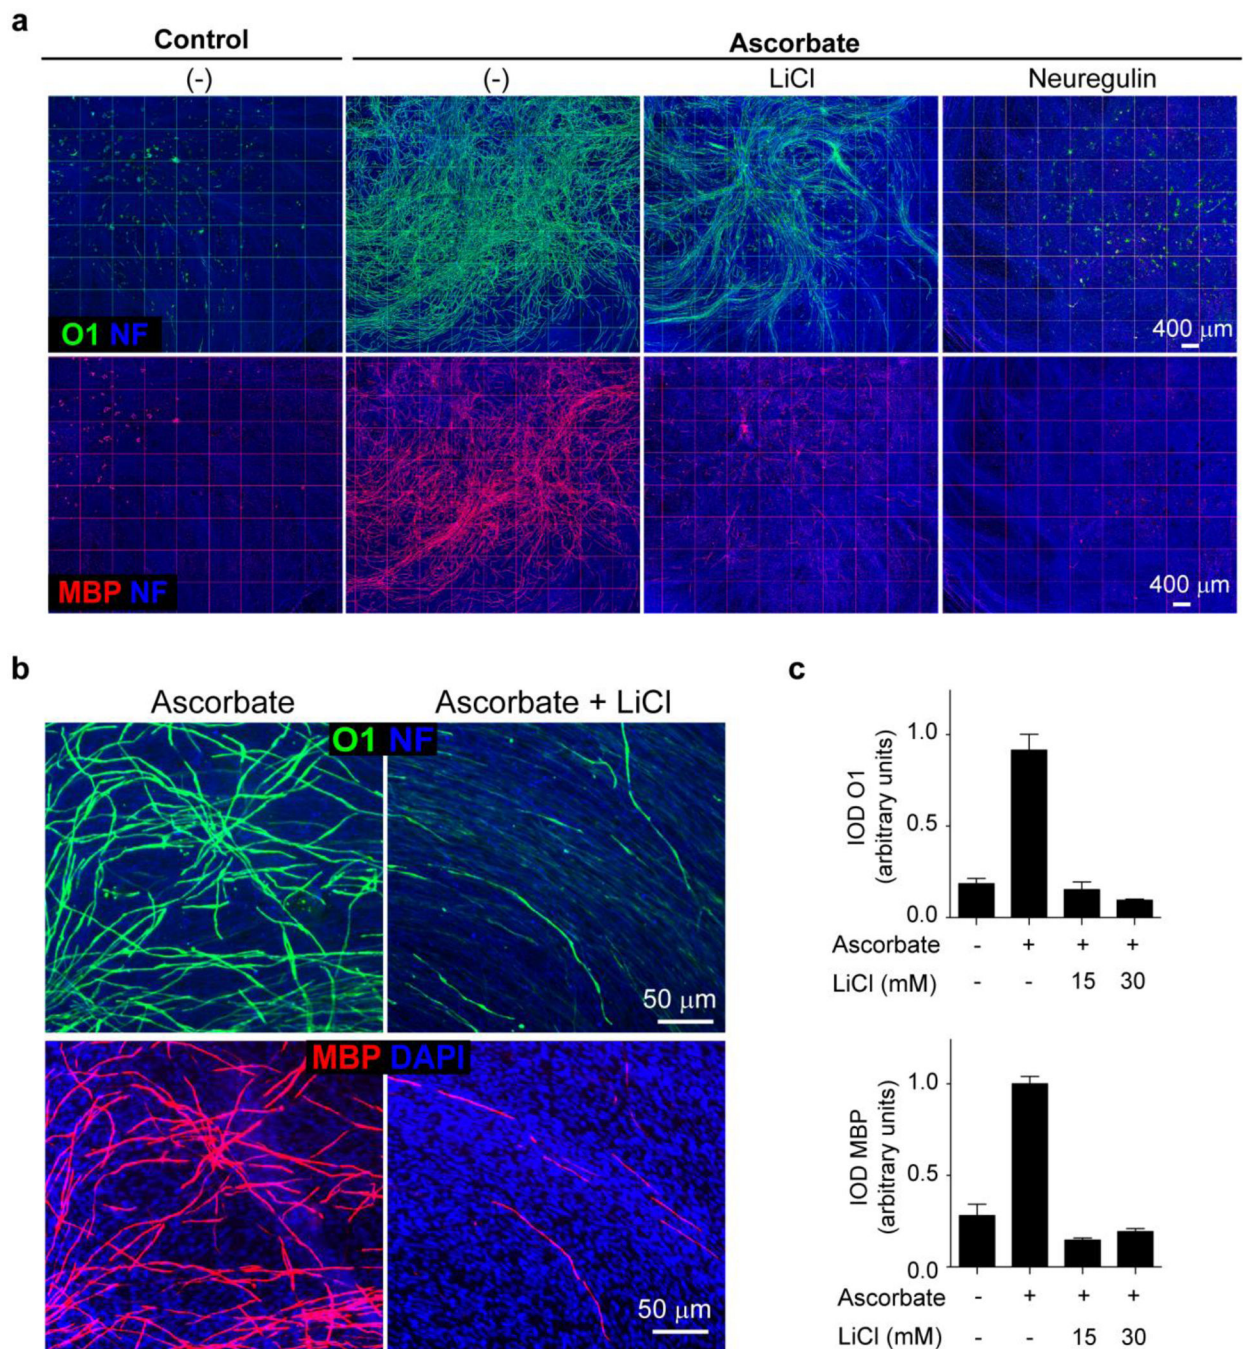 a
Control
Ascorbate
(-)
(-)
LiCl
Neuregulin
O1 NF
400 μm
MBP NF
400 μm
b
Ascorbate
Ascorbate + LiCl
O1 NF
50 μm
MBP DAPI
50 μm
c
IOD O1
(arbitrary units)
1.0
0.5
0.0
Ascorbate - + + +
LiCl (mM) - - 15 30
IOD MBP
(arbitrary units)
1.0
0.5
0.0
Ascorbate - + + +
LiCl (mM) - - 15 30